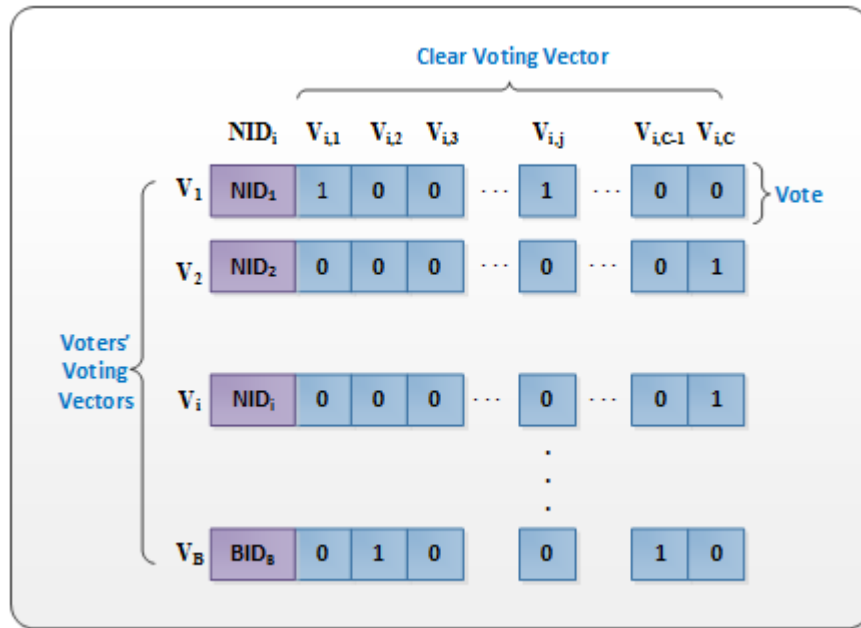 Clear Voting Vector
NIDi Vi,1 Vi,2 Vi,3 Vi,j Vi,C-1 Vi,C
V1 NID1 1 0 0 ... 1 ... 0 0 Vote
V2 NID2 0 0 0 ... 0 ... 0 1
Voters'
Voting
Vectors
Vi NIDi 0 0 0 ... 0 ... 0 1
VB BIDB 0 1 0 0 1 0